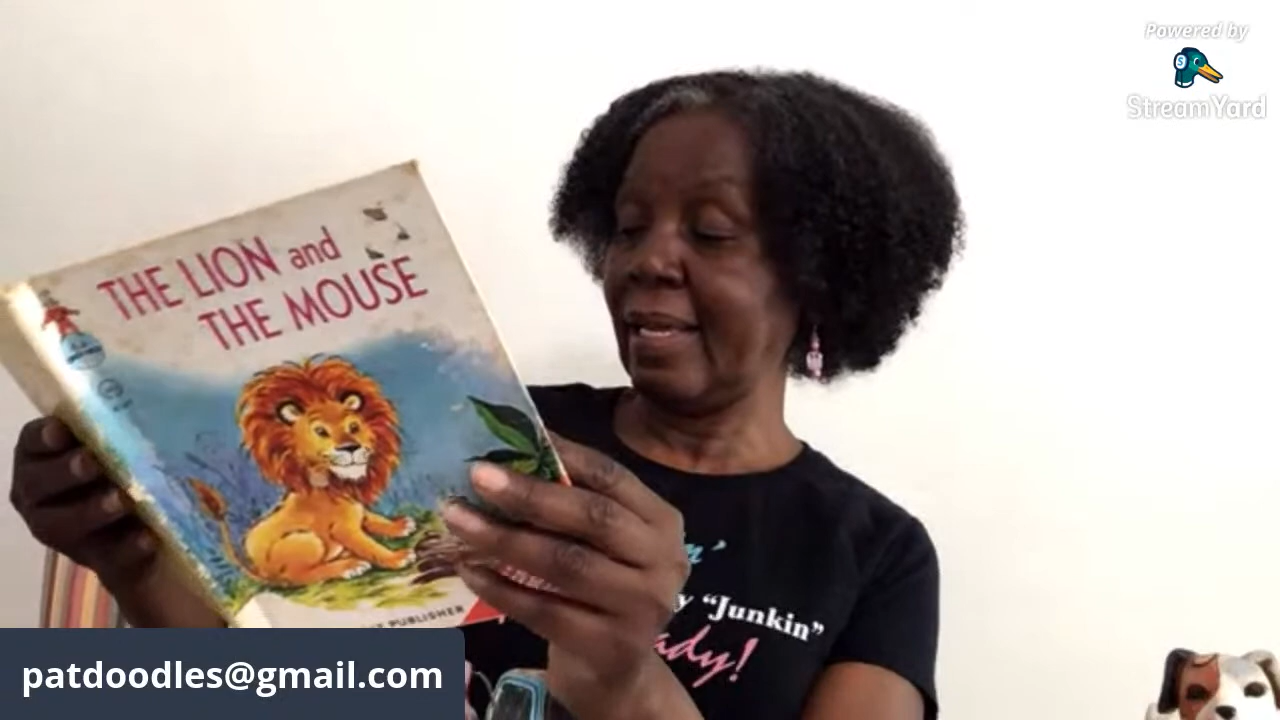 Powered by
StreamYard
THE LION and
THE MOUSE
PUBLISHER
"Junkin"
patdoodles@gmail.com